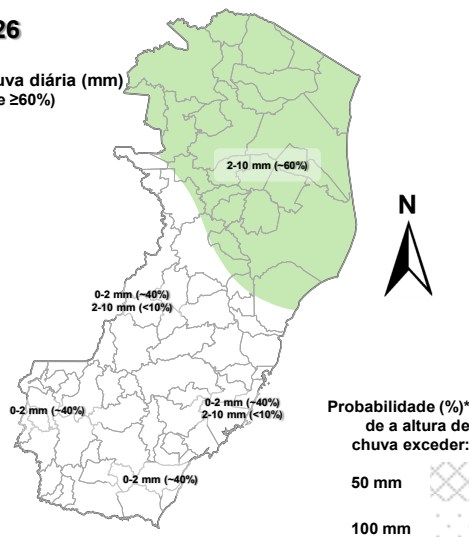 26
uva diária (mm)
e ≥60%)
2-10 mm (~60%)
N
0-2 mm (~40%)
2-10 mm (<10%)
0-2 mm (~40%)
0-2 mm (~40%)
2-10 mm (<10%)
0-2 mm (~40%)
Probabilidade (%)*
de a altura de
chuva exceder:
50 mm
100 mm